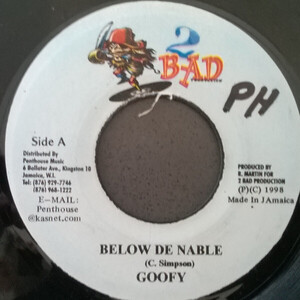 2
BAD
PRODUCTION
PH
Side A
Distributed By
Penthouse Music
6 Ballater Ave., Kingston 10
Jamaica, W.I.
Tel: (876) 929-7746
(876) 968-1222
E-MAIL:
Penthouse
@kasnet.com
PRODUCED BY
R. MARTIN FOR
2 BAD PRODUCTION
(P)(C) 1998
Made In JAmaica
BELOW DE NABLE
(C. Simpson)
GOOFY